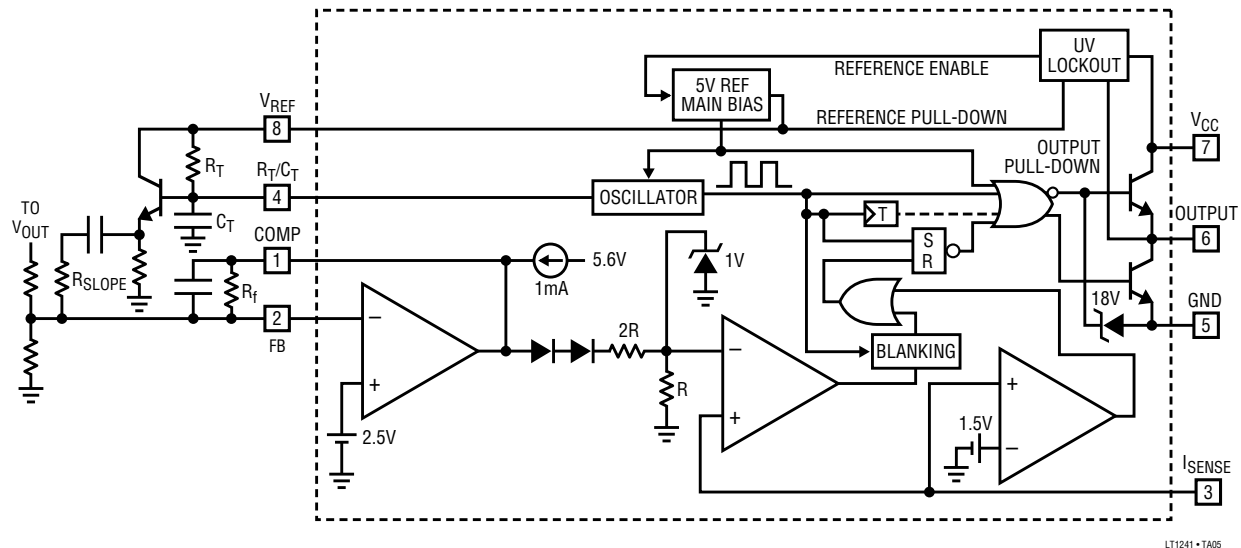 UV
LOCKOUT
REFERENCE ENABLE
5V REF
MAIN BIAS
V_REF
8
REFERENCE PULL-DOWN
V_CC
7
OUTPUT
PULL-DOWN
R_T
R_T/C_T
4
OSCILLATOR
T
TO
V_OUT
C_T
COMP
1
S
R
OUTPUT
6
5.6V
1mA
1V
R_SLOPE
R_f
18V
GND
5
2
FB
–
2R
–
BLANKING
+
R
+
+
2.5V
1.5V
–
I_SENSE
3
LT1241 • TA05